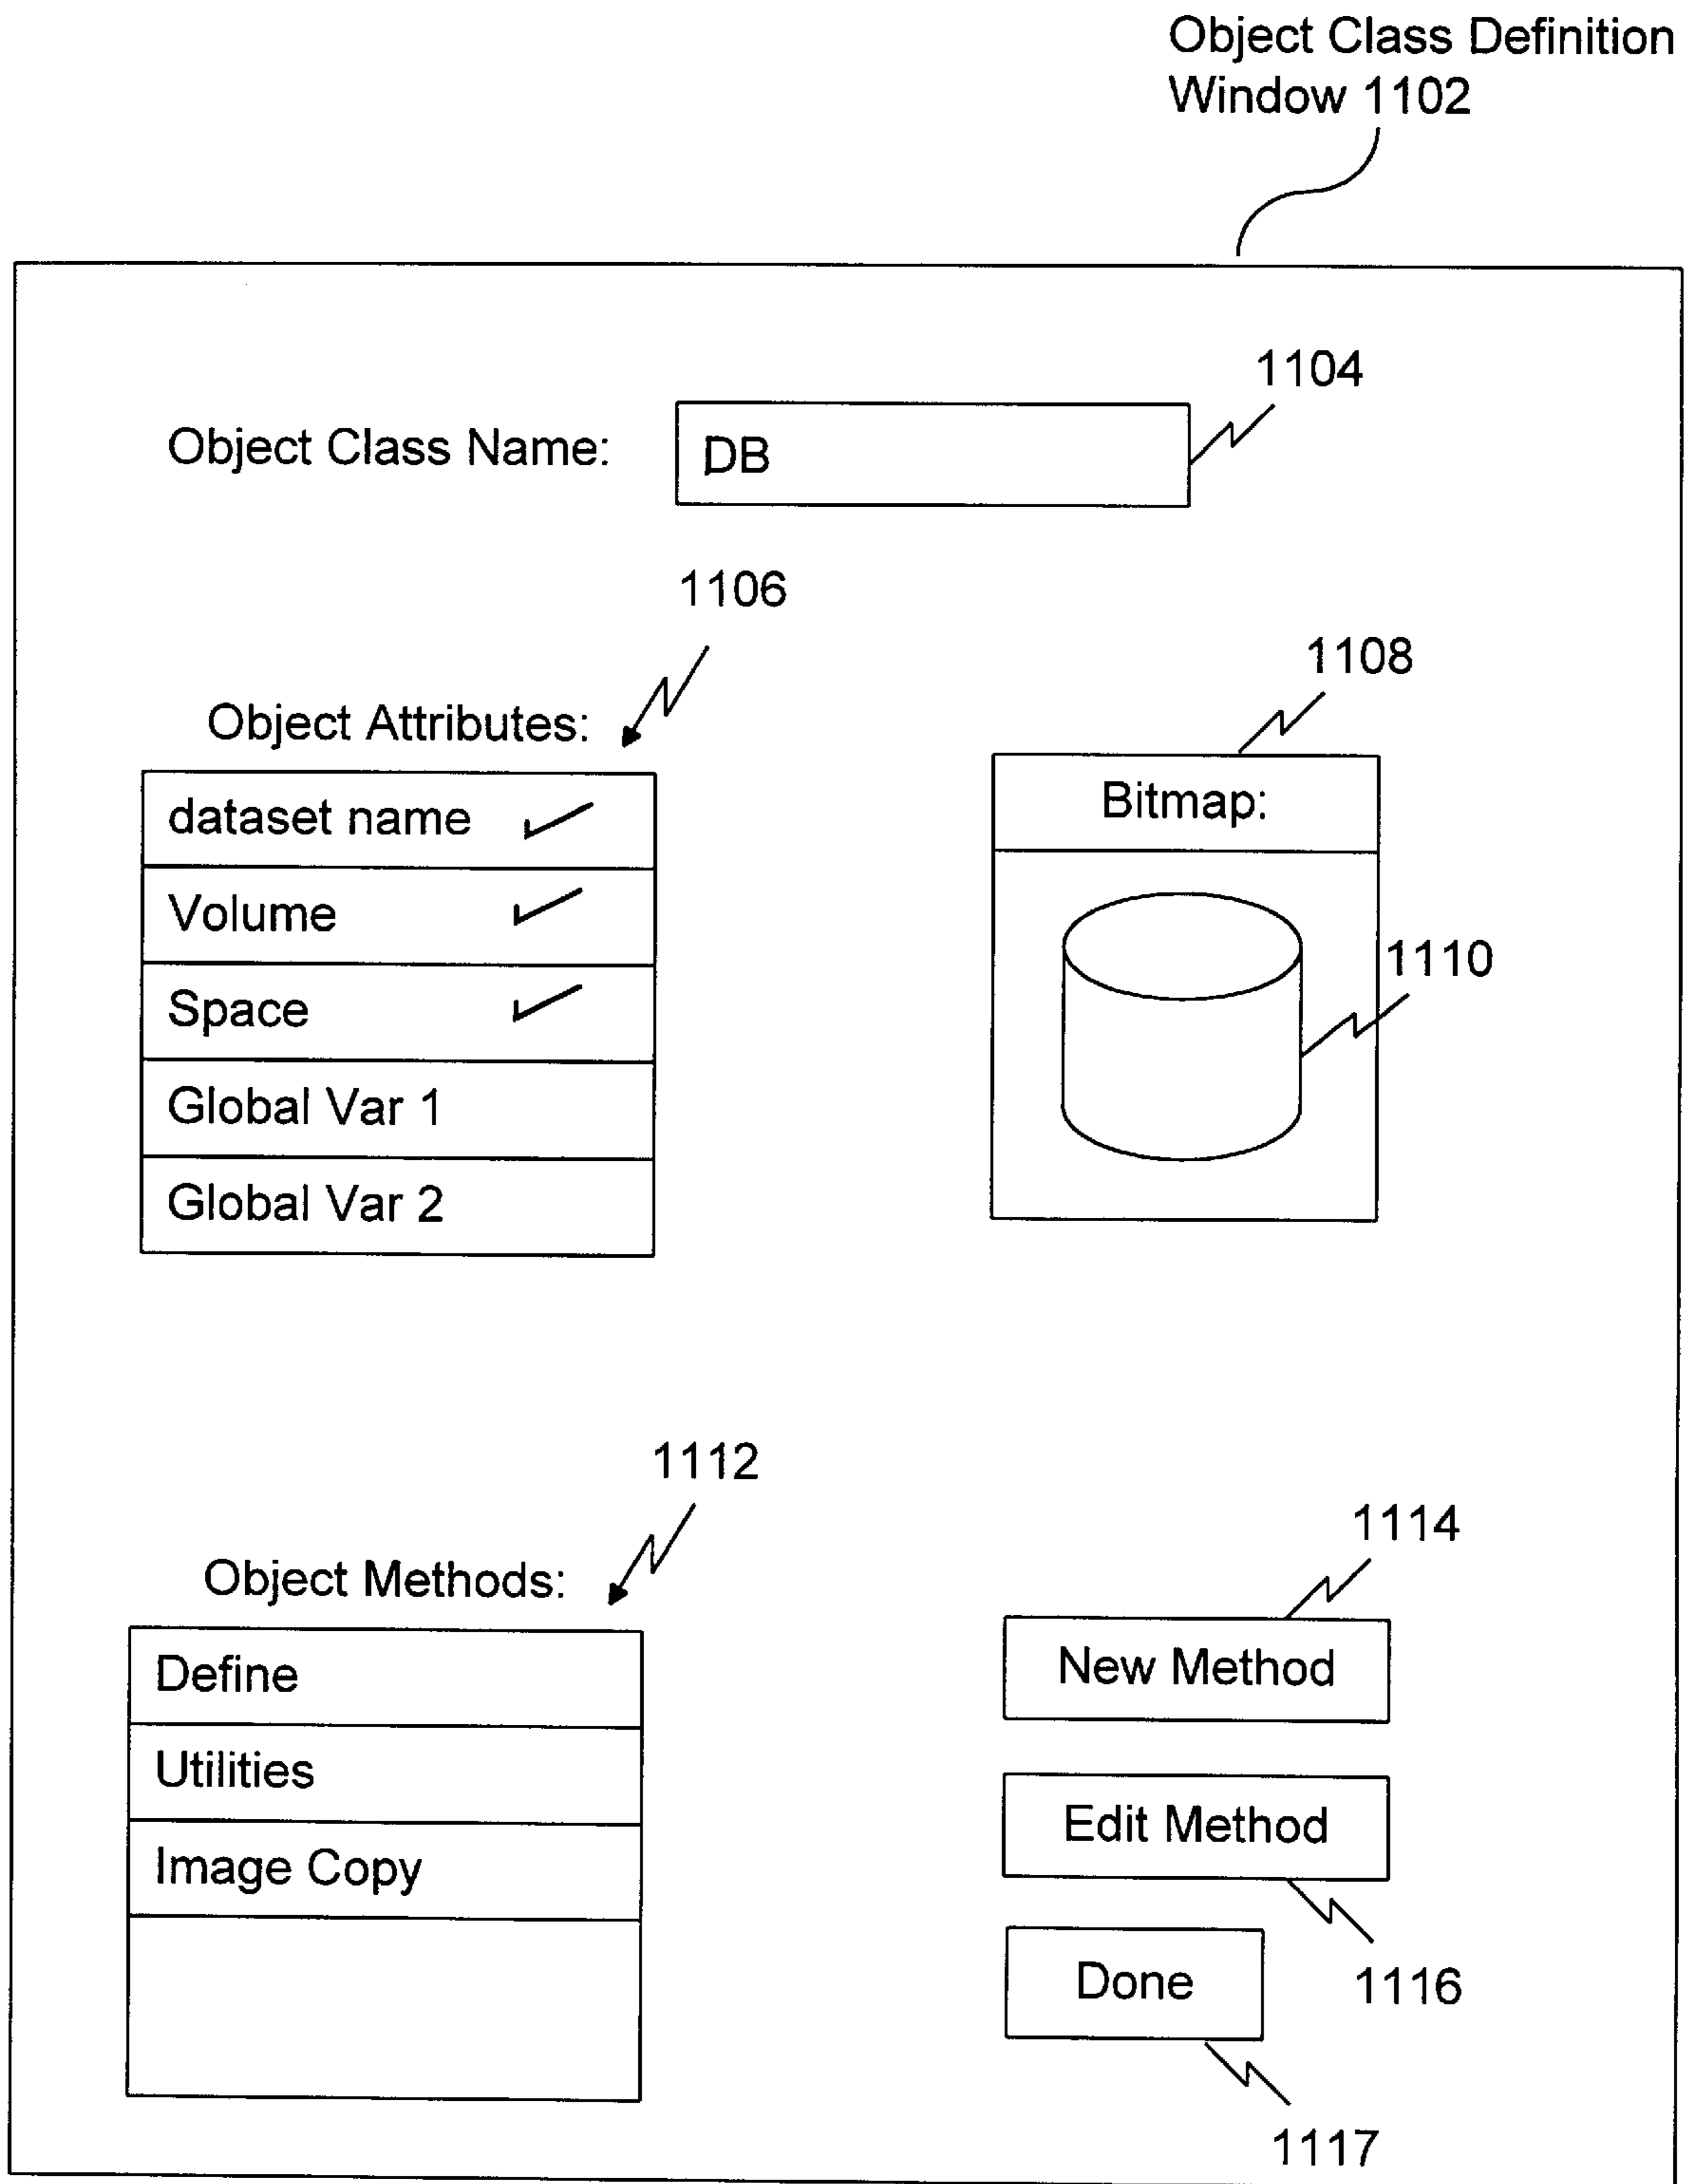 Object Class Definition
Window 1102
1104
Object Class Name:
DB
1106
1108
Object Attributes:
Bitmap:
dataset name
Volume
1110
Space
Global Var 1
Global Var 2
1112
1114
Object Methods:
New Method
Define
Utilities
Edit Method
Image Copy
1116
Done
1117